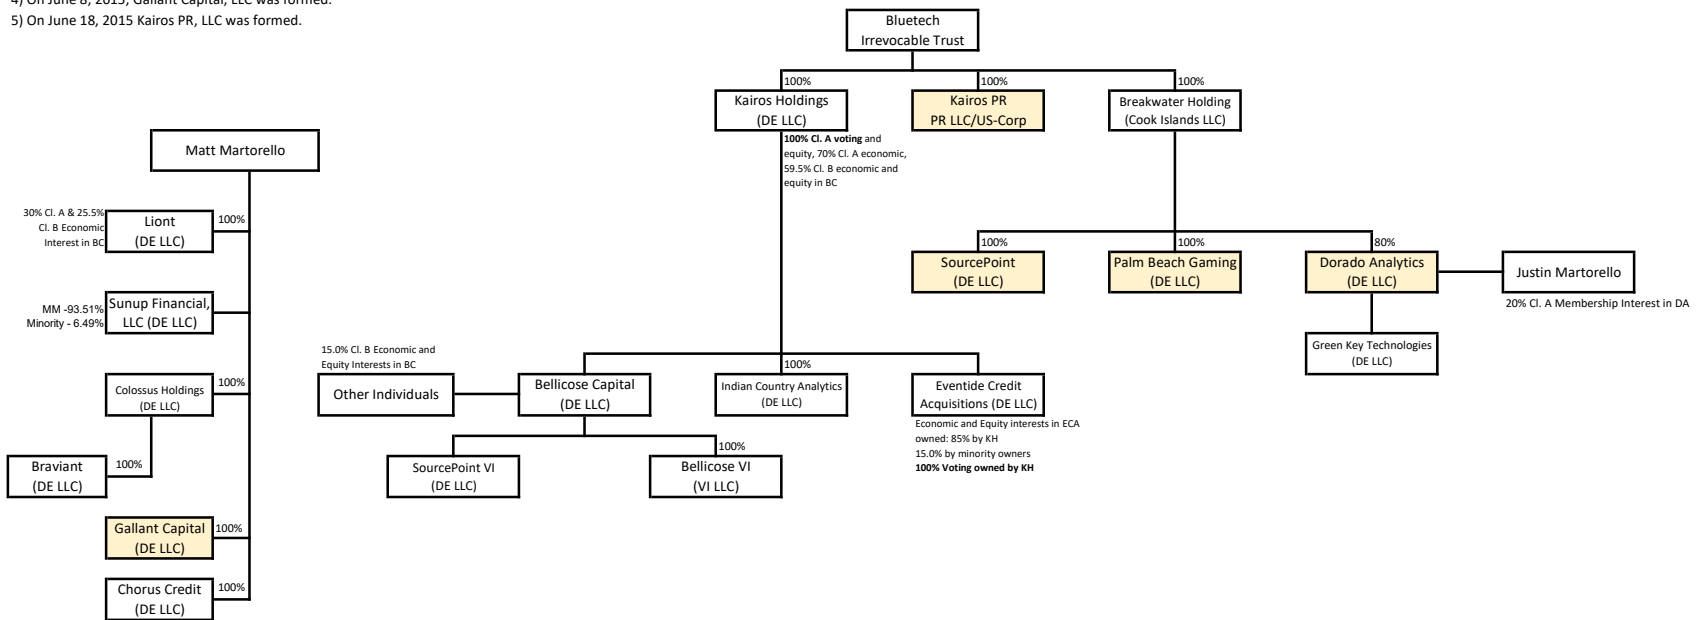 4) On June 8, 2015, Gallant Capital, LLC was formed.
5) On June 18, 2015 Kairos PR, LLC was formed.
Bluetech
Irrevocable Trust
100%
100%
100%
Kairos Holdings
(DE LLC)
Kairos PR
PR LLC/US-Corp
Breakwater Holding
(Cook Islands LLC)
100% Cl. A voting and
equity, 70% Cl. A economic,
59.5% Cl. B economic and
equity in BC
Matt Martorello
30% Cl. A & 25.5%
Cl. B Economic
Interest in BC
Liont
(DE LLC)
100%
100%
100%
80%
SourcePoint
(DE LLC)
Palm Beach Gaming
(DE LLC)
Dorado Analytics
(DE LLC)
Justin Martorello
20% Cl. A Membership Interest in DA
MM -93.51%
Minority - 6.49%
Sunup Financial,
LLC (DE LLC)
Green Key Technologies
(DE LLC)
15.0% Cl. B Economic and
Equity Interests in BC
Other Individuals
Bellicose Capital
(DE LLC)
100%
Indian Country Analytics
(DE LLC)
Eventide Credit
Acquisitions (DE LLC)
Economic and Equity interests in ECA
owned: 85% by KH
15.0% by minority owners
100% Voting owned by KH
Colossus Holdings
(DE LLC)
100%
Braviant
(DE LLC)
100%
SourcePoint VI
(DE LLC)
100%
Bellicose VI
(VI LLC)
Gallant Capital
(DE LLC)
100%
Chorus Credit
(DE LLC)
100%